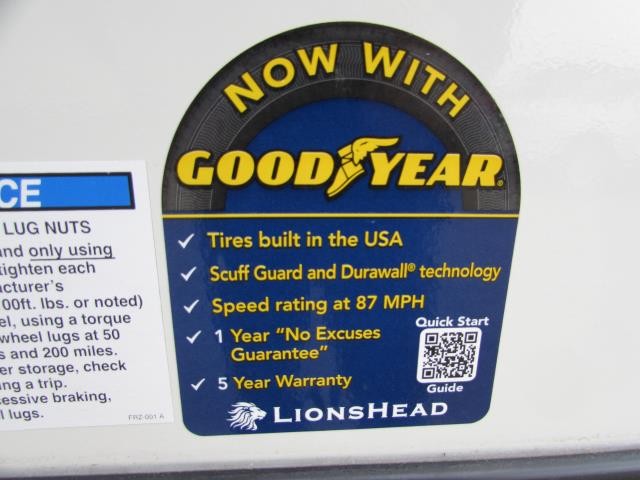 NOW WITH
GOODYEAR
✓ Tires built in the USA
✓ Scuff Guard and Durawall® technology
✓ Speed rating at 87 MPH
✓ 1 Year "No Excuses
Guarantee"
✓ 5 Year Warranty
Quick Start
Guide
LIONSHEAD
CE
LUG NUTS
and only using
tighten each
acturer's
00ft. lbs. or noted)
el, using a torque
wheel lugs at 50
s and 200 miles.
er storage, check
ng a trip.
cessive braking,
l lugs.
FRZ-001 A